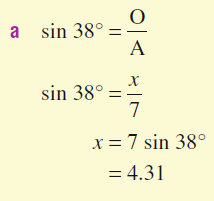 a sin 38° = O/A
sin 38° = x/7
x = 7 sin 38°
= 4.31